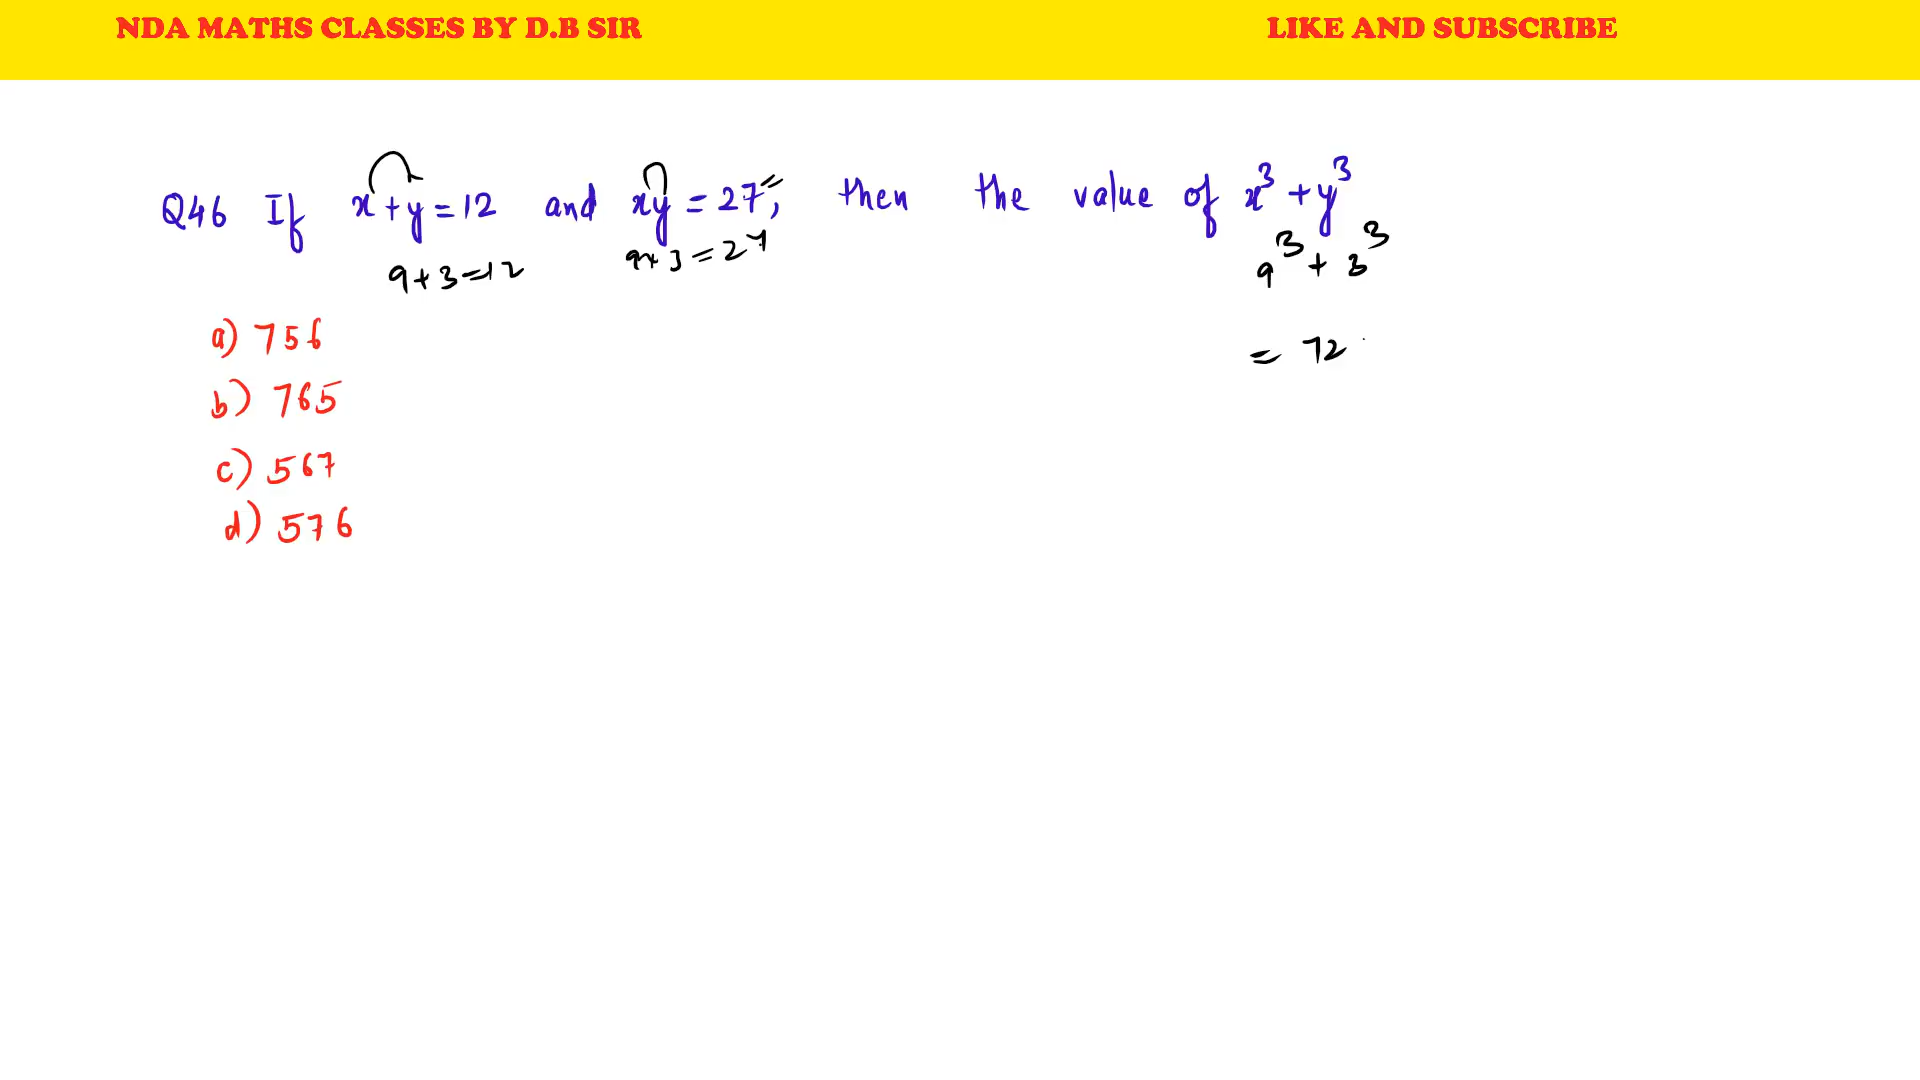 NDA MATHS CLASSES BY D.B SIR LIKE AND SUBSCRIBE
Q46 If x+y=12 and xy=27, then the value of x³+y³
9+3=12 9×3=27 9³+3³
a) 756 = 72
b) 765
c) 567
d) 576